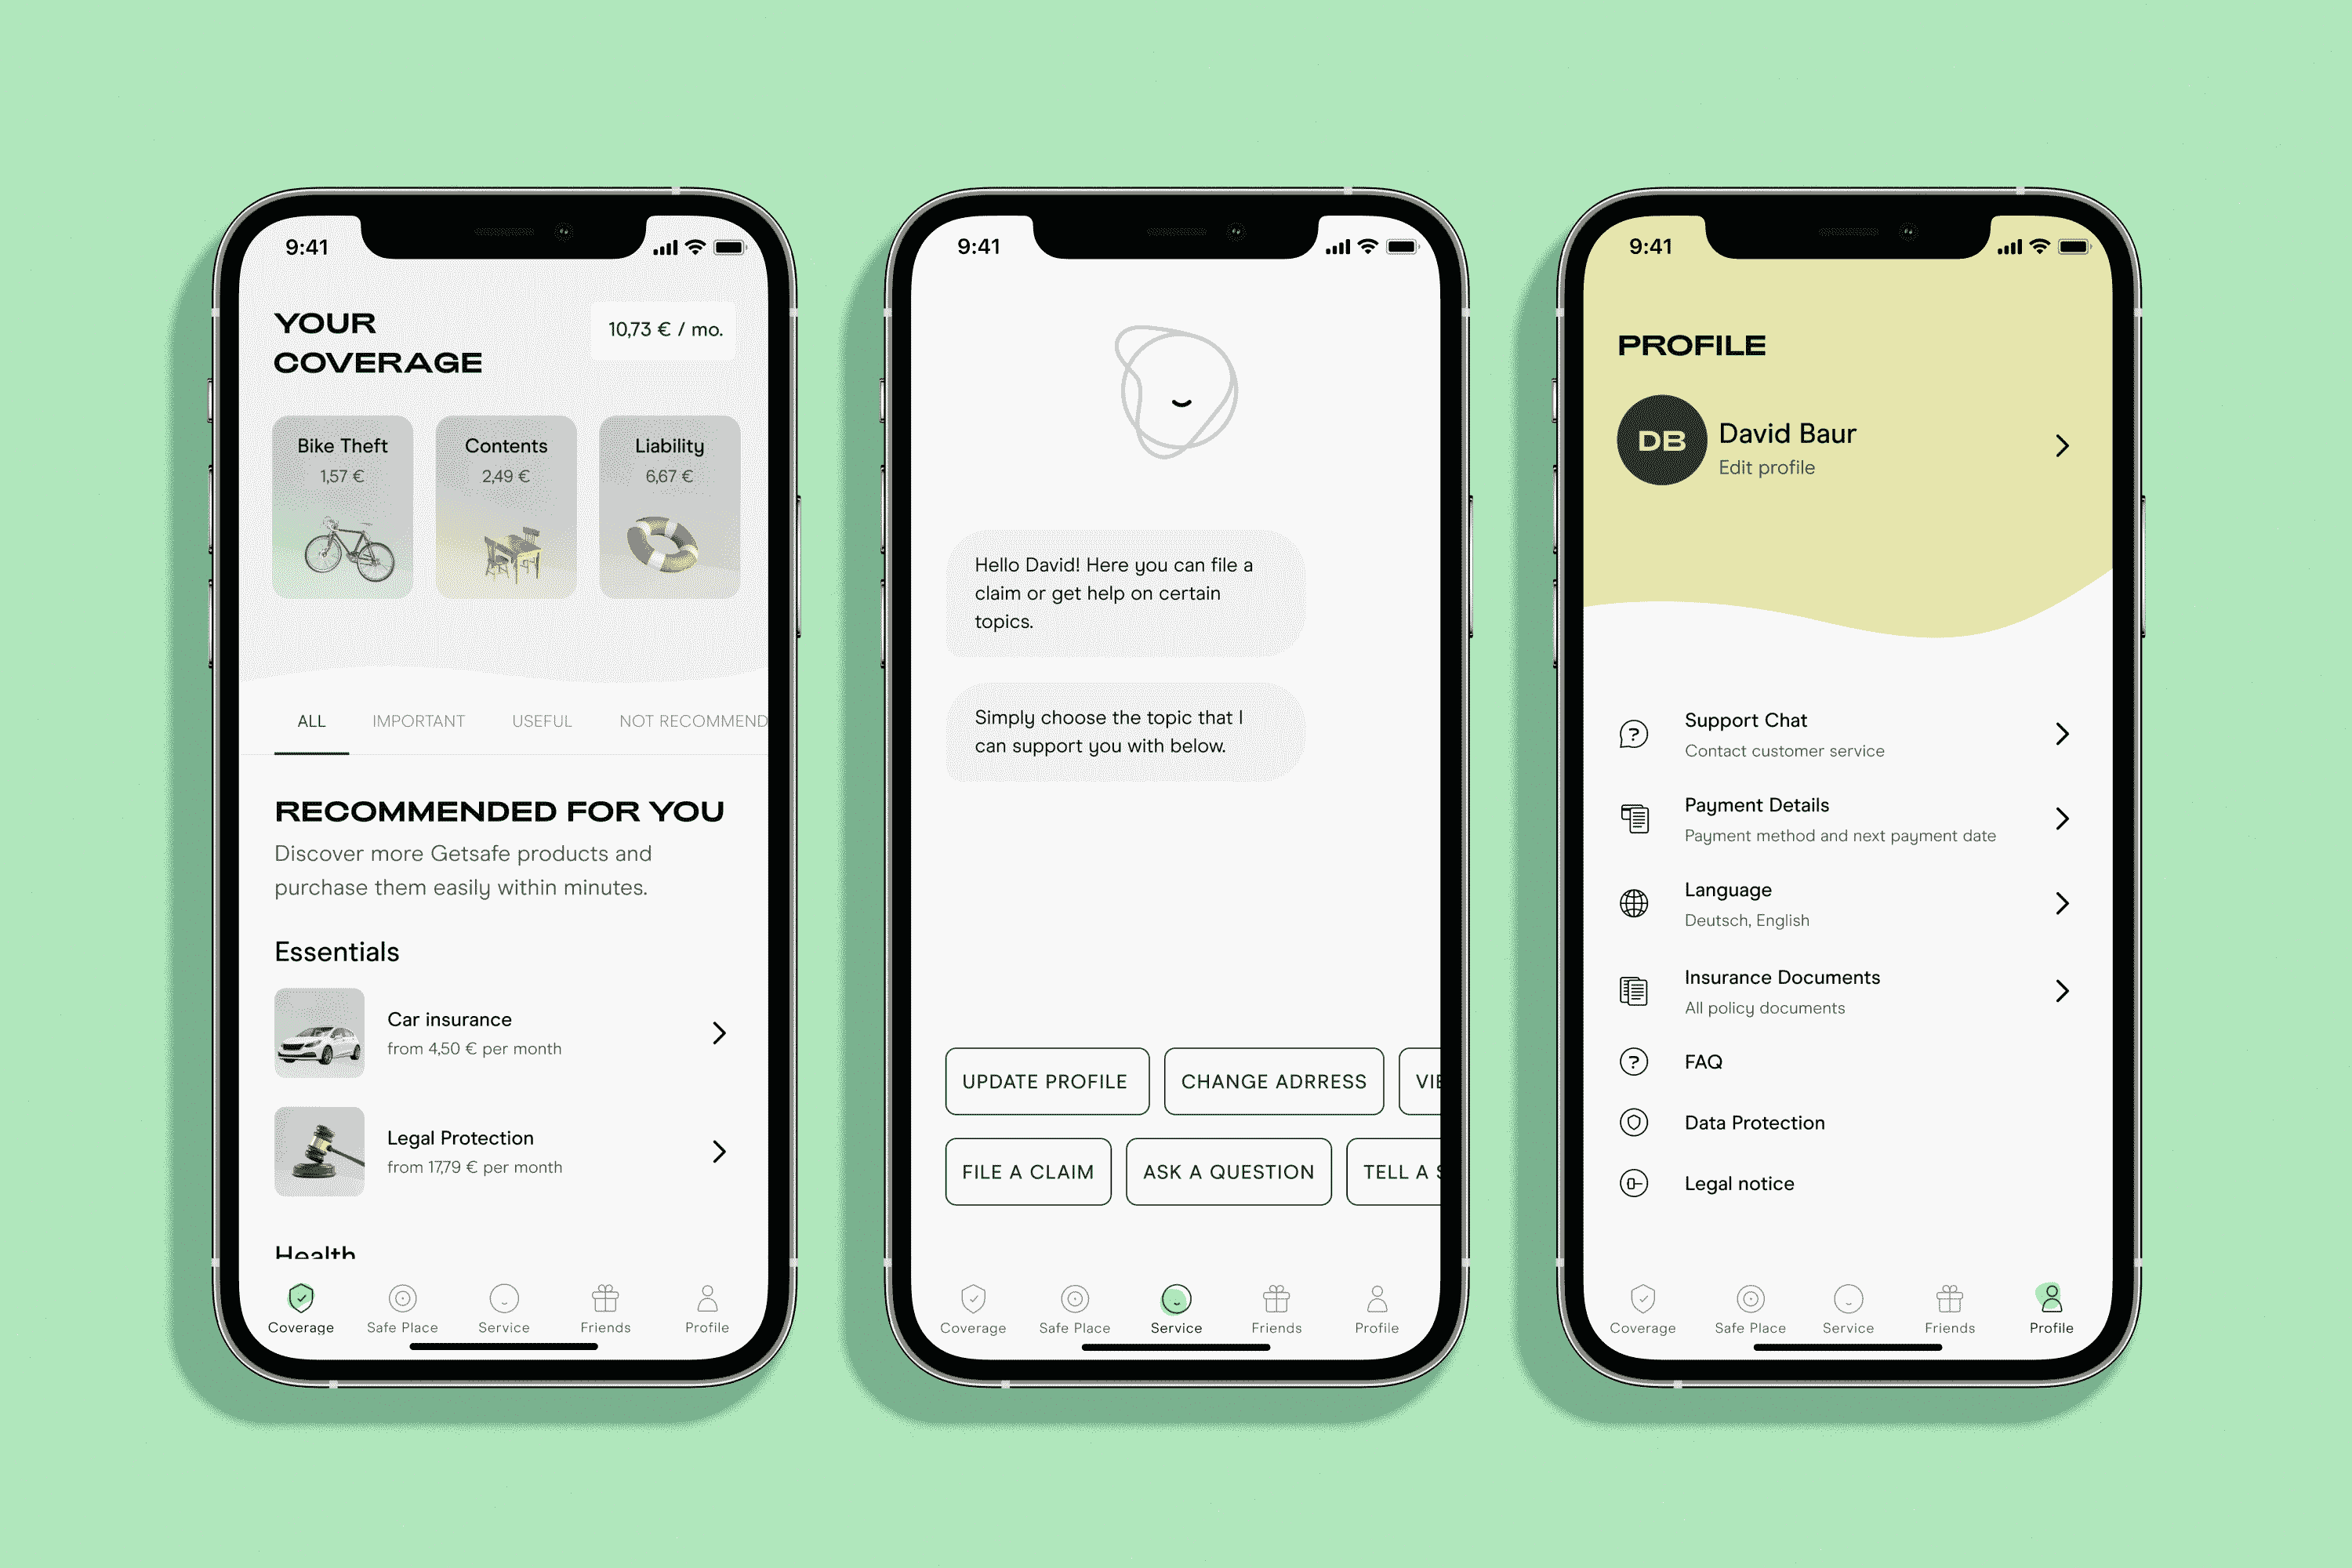 9:41
YOUR
COVERAGE
10,73 € / mo.
Bike Theft
1,57 €
Contents
2,49 €
Liability
6,67 €
ALL IMPORTANT USEFUL NOT RECOMMEND
RECOMMENDED FOR YOU
Discover more Getsafe products and
purchase them easily within minutes.
Essentials
Car insurance
from 4,50 € per month
Legal Protection
from 17,79 € per month
Health
Coverage Safe Place Service Friends Profile
9:41
Hello David! Here you can file a
claim or get help on certain
topics.
Simply choose the topic that I
can support you with below.
UPDATE PROFILE CHANGE ADRRESS
FILE A CLAIM ASK A QUESTION TELL A
Coverage Safe Place Service Friends Profile
9:41
PROFILE
DB
David Baur
Edit profile
Support Chat
Contact customer service
Payment Details
Payment method and next payment date
Language
Deutsch, English
Insurance Documents
All policy documents
FAQ
Data Protection
Legal notice
Coverage Safe Place Service Friends Profile